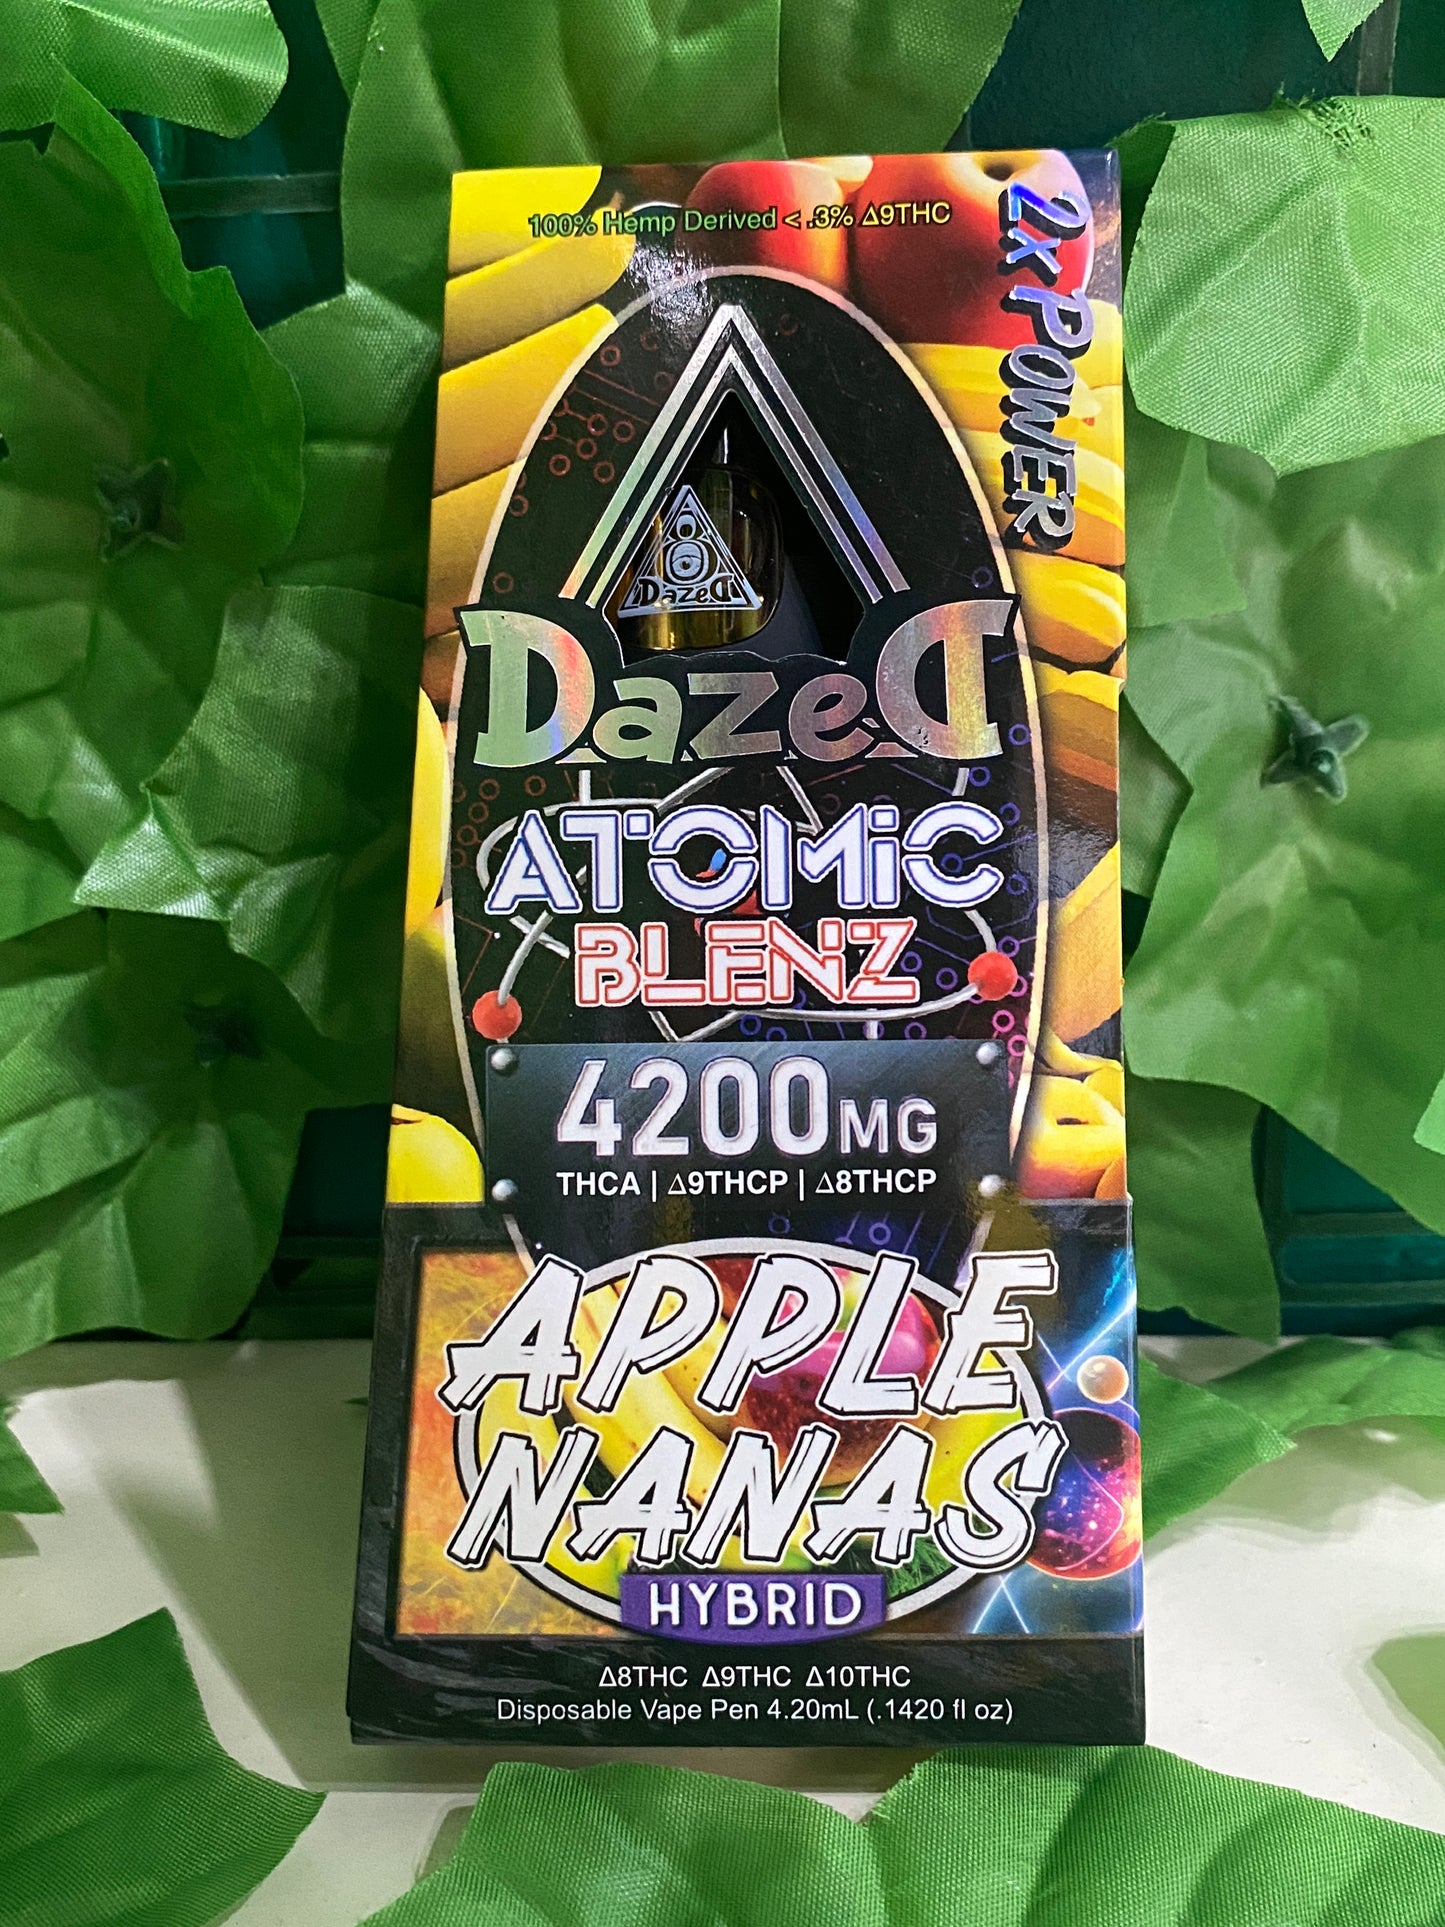 100% Hemp Derived < .3% Δ9THC
2x POWER
DazeD
DazeD
ATOMiC
BLENZ
4200MG
THCA | Δ9THCP | Δ8THCP
APPLE
NANAS
HYBRID
Δ8THC Δ9THC Δ10THC
Disposable Vape Pen 4.20mL (.1420 fl oz)